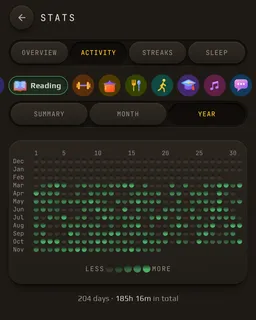 ← STATS
OVERVIEW ACTIVITY STREAKS SLEEP
Reading
SUMMARY MONTH YEAR
1 5 10 15 20 25 30
Dec
Jan
Feb
Mar
Apr
May
Jun
Jul
Aug
Sep
Oct
Nov
LESS MORE
204 days · 185h 16m in total